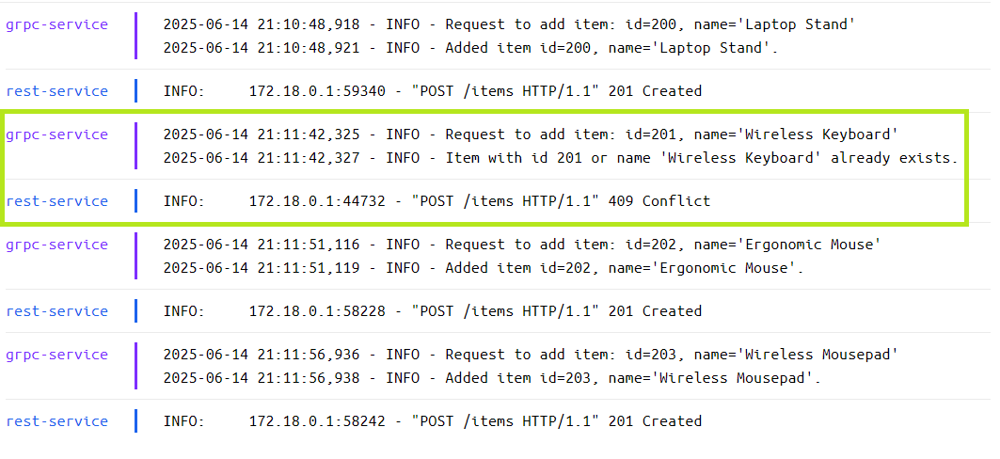 grpc-service 2025-06-14 21:10:48,918 - INFO - Request to add item: id=200, name='Laptop Stand'
2025-06-14 21:10:48,921 - INFO - Added item id=200, name='Laptop Stand'.
rest-service INFO: 172.18.0.1:59340 - "POST /items HTTP/1.1" 201 Created
grpc-service 2025-06-14 21:11:42,325 - INFO - Request to add item: id=201, name='Wireless Keyboard'
2025-06-14 21:11:42,327 - INFO - Item with id 201 or name 'Wireless Keyboard' already exists.
rest-service INFO: 172.18.0.1:44732 - "POST /items HTTP/1.1" 409 Conflict
grpc-service 2025-06-14 21:11:51,116 - INFO - Request to add item: id=202, name='Ergonomic Mouse'
2025-06-14 21:11:51,119 - INFO - Added item id=202, name='Ergonomic Mouse'.
rest-service INFO: 172.18.0.1:58228 - "POST /items HTTP/1.1" 201 Created
grpc-service 2025-06-14 21:11:56,936 - INFO - Request to add item: id=203, name='Wireless Mousepad'
2025-06-14 21:11:56,938 - INFO - Added item id=203, name='Wireless Mousepad'.
rest-service INFO: 172.18.0.1:58242 - "POST /items HTTP/1.1" 201 Created